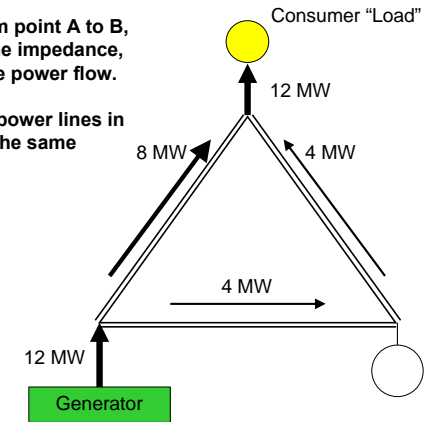 m point A to B,
ne impedance,
e power flow.
power lines in
he same
Consumer “Load”
12 MW
8 MW
4 MW
4 MW
12 MW
Generator